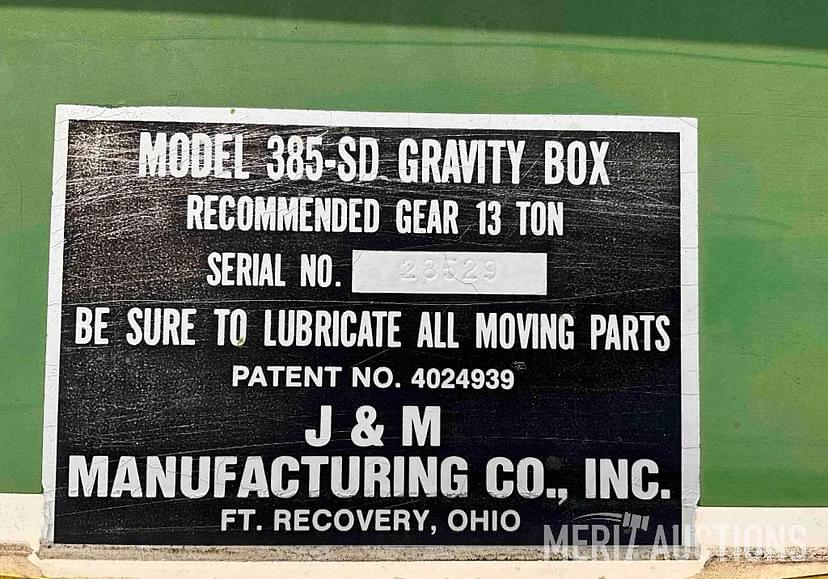 MODEL 385-SD GRAVITY BOX
RECOMMENDED GEAR 13 TON
SERIAL NO. 28529
BE SURE TO LUBRICATE ALL MOVING PARTS
PATENT NO. 4024939
J & M
MANUFACTURING CO., INC.
FT. RECOVERY, OHIO
MERIT AUCTIONS